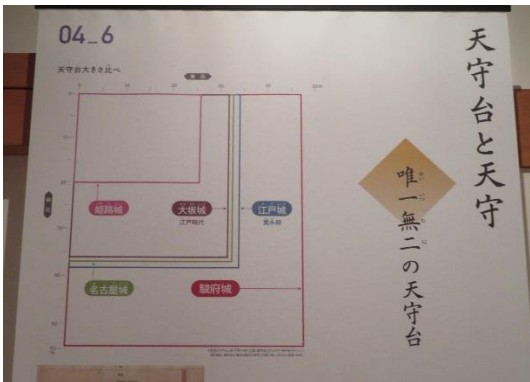 04_6
天守台大きさ比べ
天守台と天守
唯一無二の天守台
姫路城
大坂城
江戸時代
江戸城
寛永期
名古屋城
駿府城